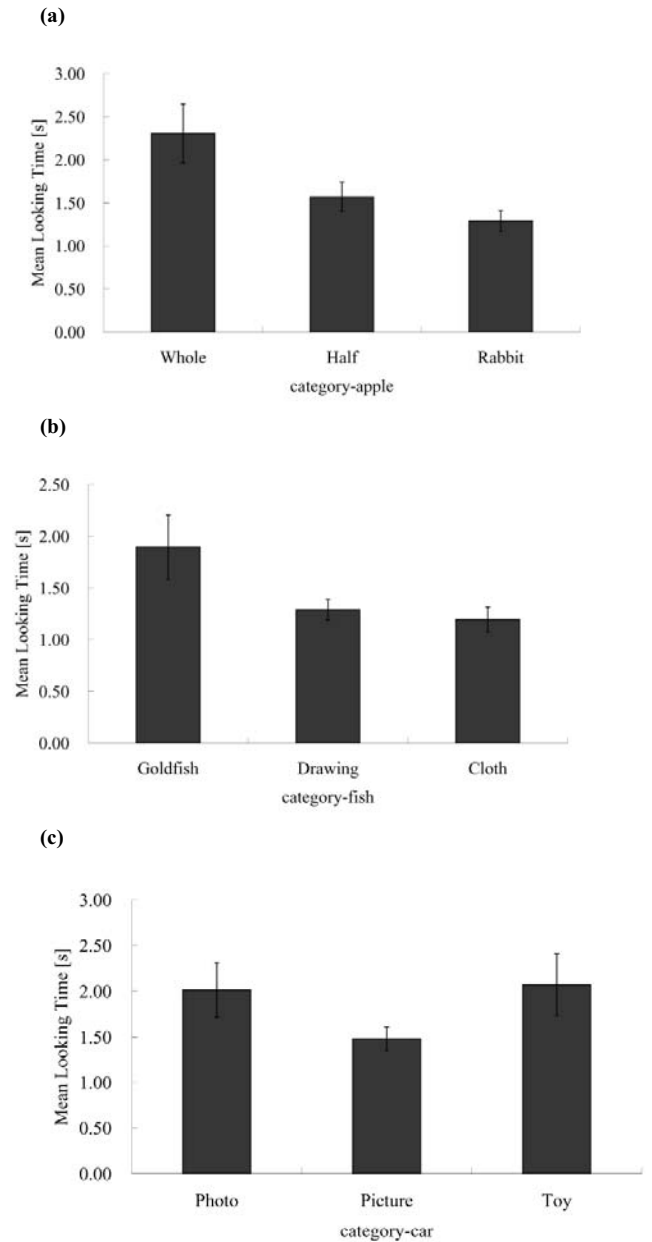 (a)
Mean Looking Time [s]
3.00
2.50
2.00
1.50
1.00
0.50
0.00
Whole Half Rabbit
category-apple
(b)
Mean Looking Time [s]
2.50
2.00
1.50
1.00
0.50
0.00
Goldfish Drawing Cloth
category-fish
(c)
Mean Looking Time [s]
3.00
2.50
2.00
1.50
1.00
0.50
0.00
Photo Picture Toy
category-car